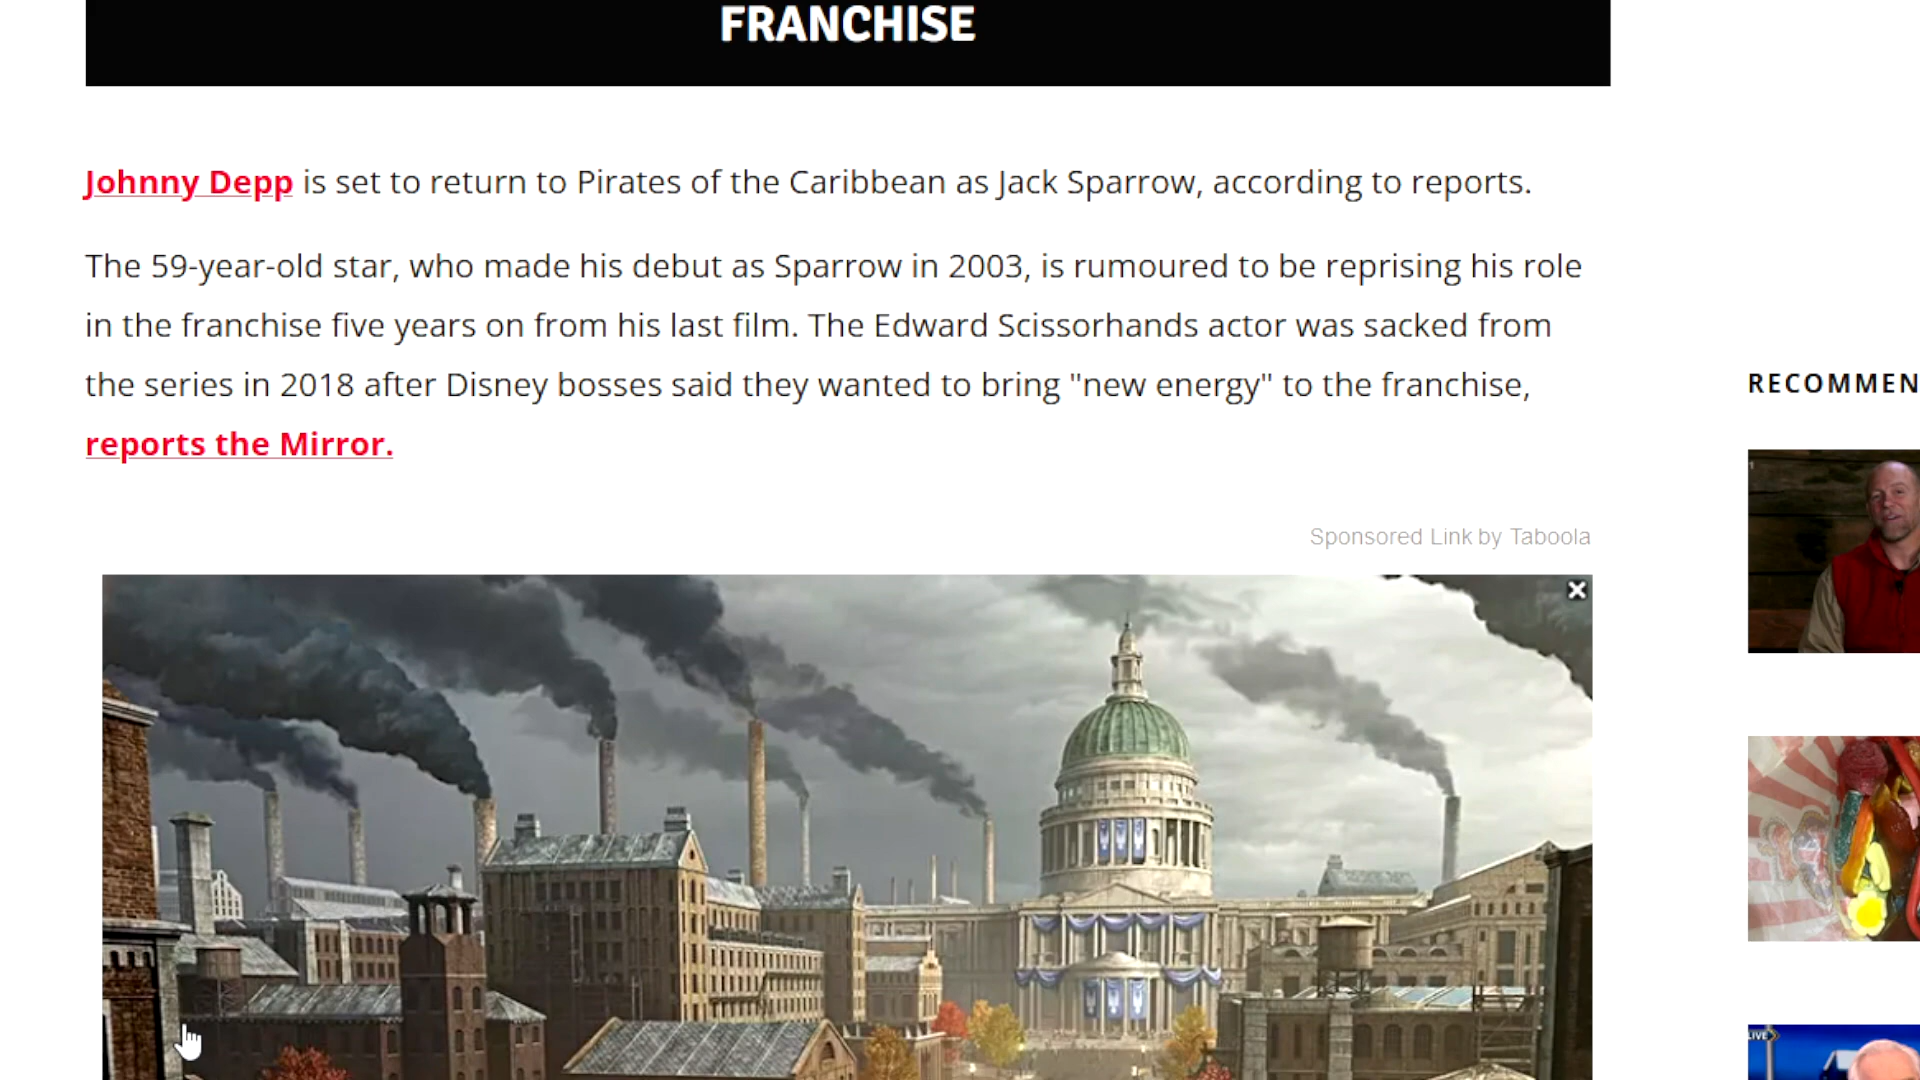 FRANCHISE
Johnny Depp is set to return to Pirates of the Caribbean as Jack Sparrow, according to reports.
The 59-year-old star, who made his debut as Sparrow in 2003, is rumoured to be reprising his role
in the franchise five years on from his last film. The Edward Scissorhands actor was sacked from
the series in 2018 after Disney bosses said they wanted to bring "new energy" to the franchise,
reports the Mirror.
RECOMMEN
Sponsored Link by Taboola
LIVE